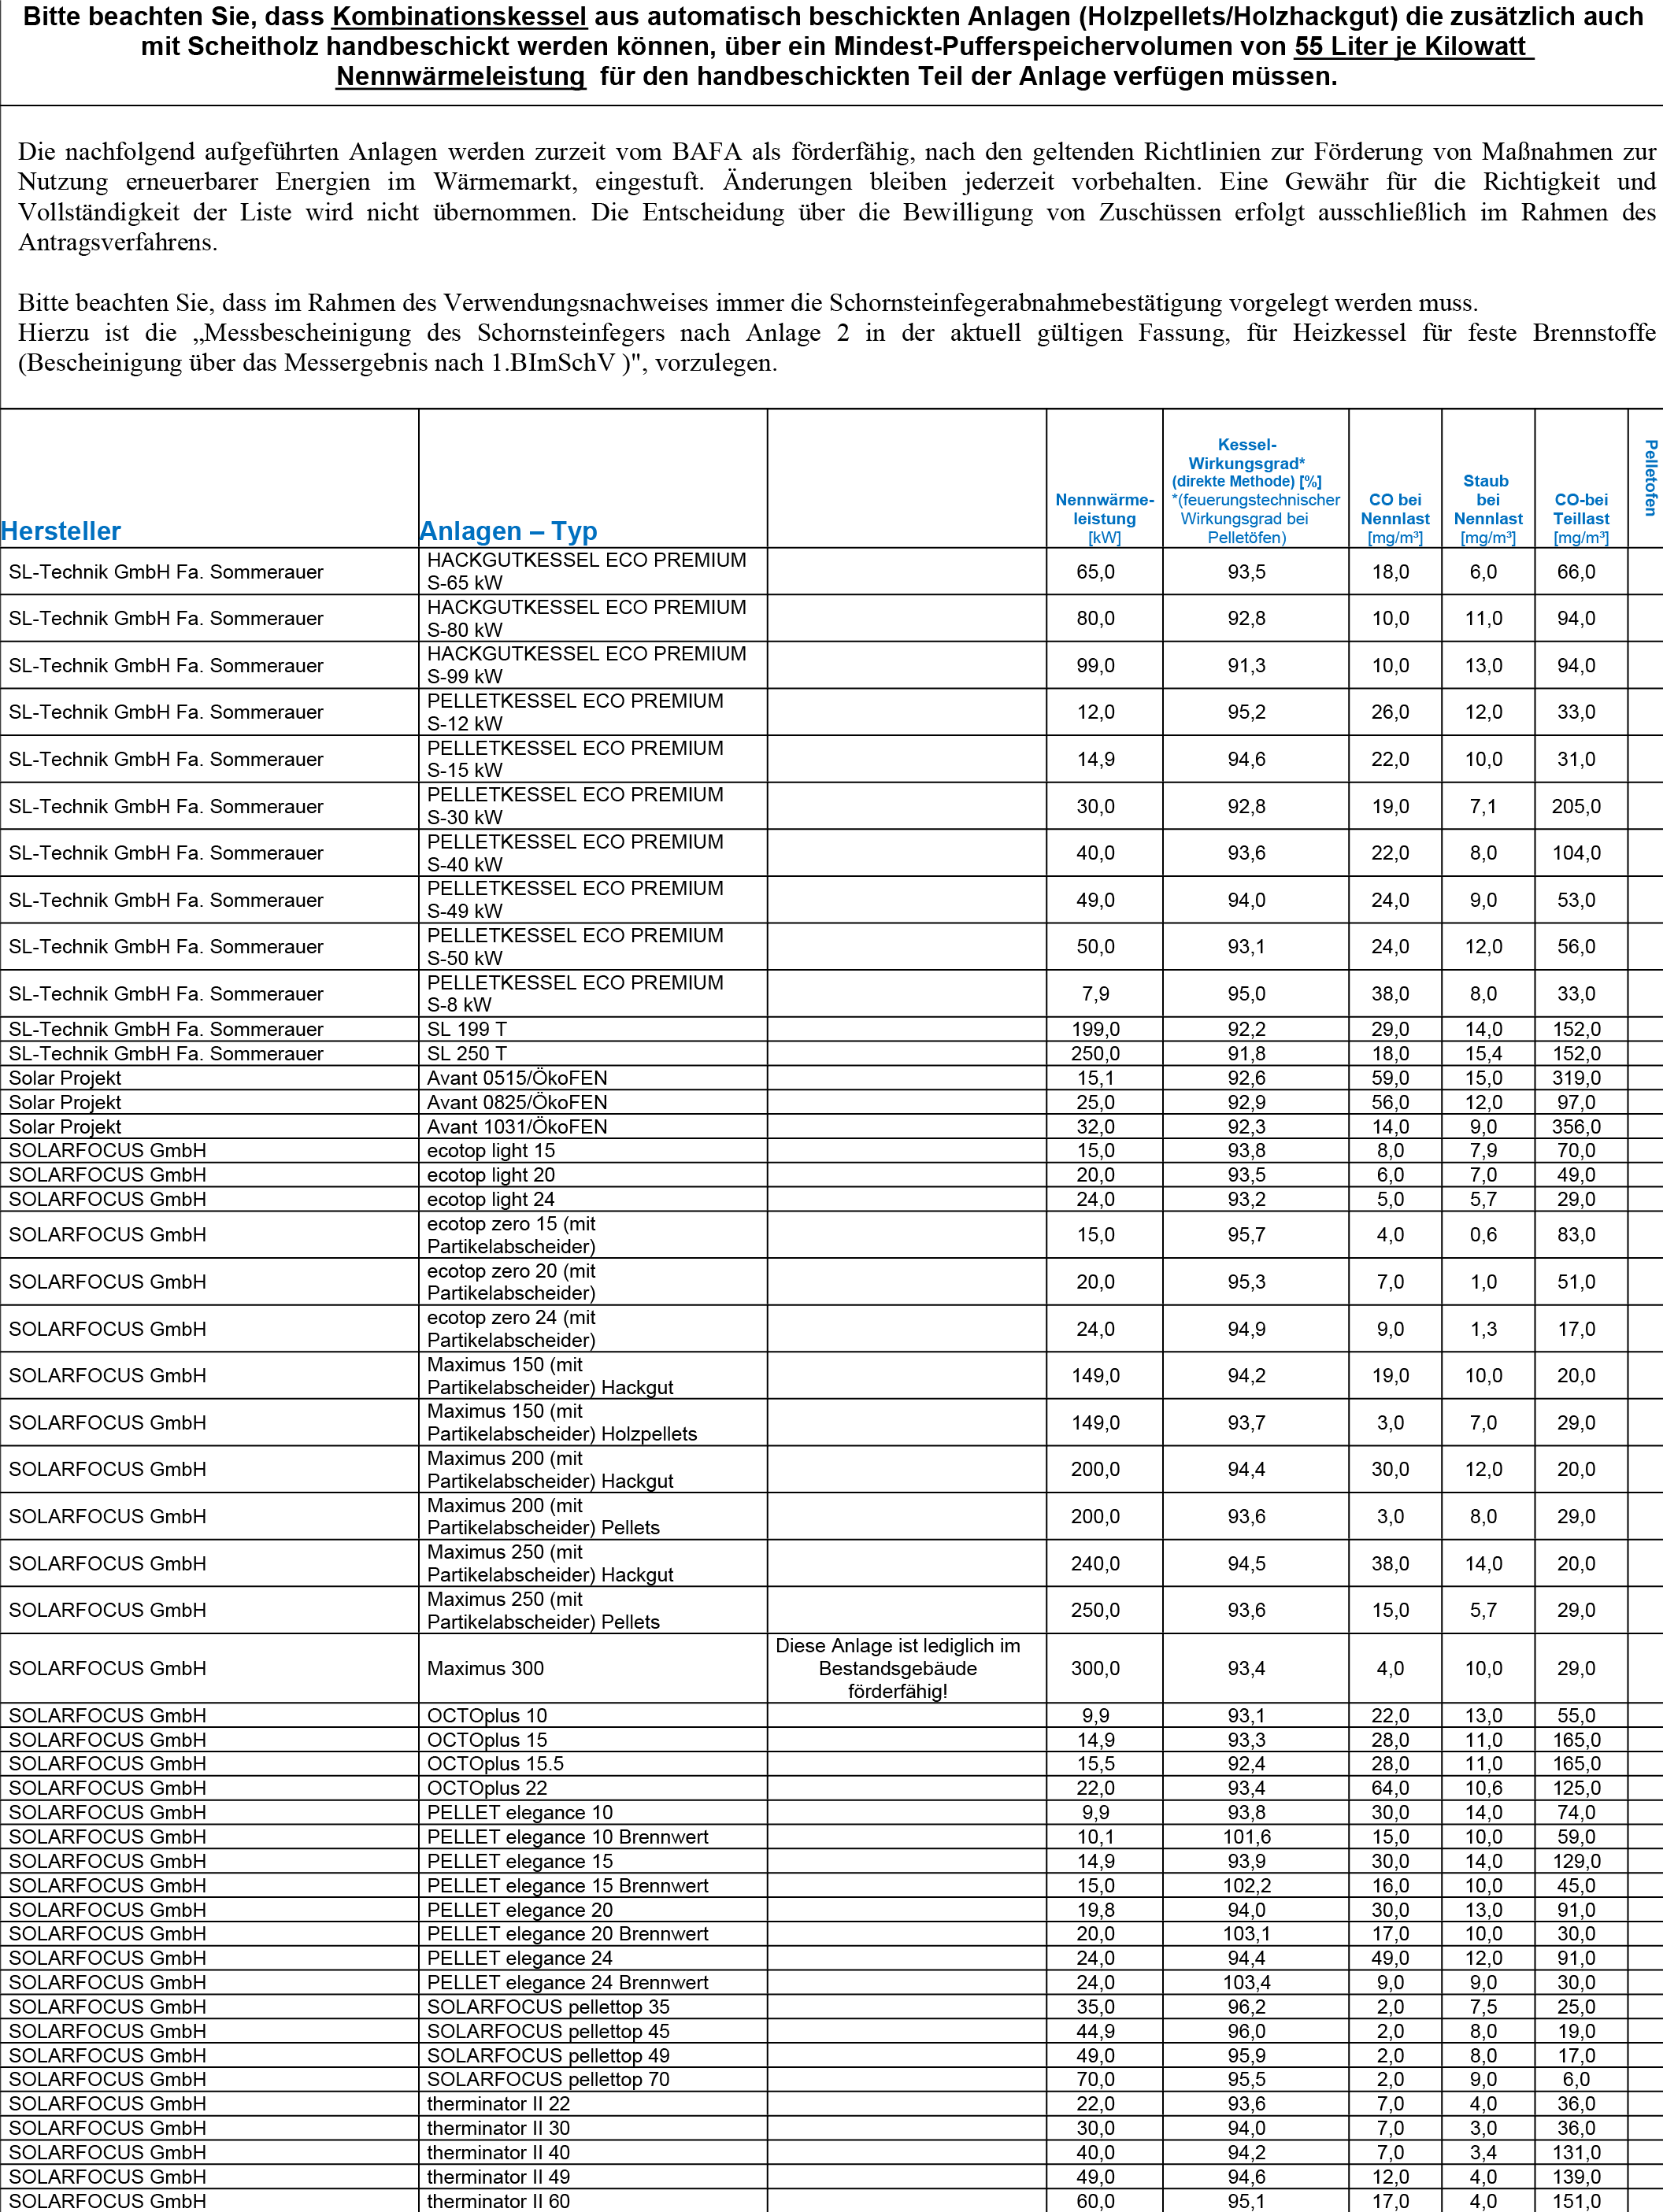 Bitte beachten Sie, dass Kombinationskessel aus automatisch beschickten Anlagen (Holzpellets/Holzhackgut) die zusätzlich auch
mit Scheitholz handbeschickt werden können, über ein Mindest-Pufferspeichervolumen von 55 Liter je Kilowatt
Nennwärmeleistung für den handbeschickten Teil der Anlage verfügen müssen.
Die nachfolgend aufgeführten Anlagen werden zurzeit vom BAFA als förderfähig, nach den geltenden Richtlinien zur Förderung von Maßnahmen zur
Nutzung erneuerbarer Energien im Wärmemarkt, eingestuft. Änderungen bleiben jederzeit vorbehalten. Eine Gewähr für die Richtigkeit und
Vollständigkeit der Liste wird nicht übernommen. Die Entscheidung über die Bewilligung von Zuschüssen erfolgt ausschließlich im Rahmen des
Antragsverfahrens.
Bitte beachten Sie, dass im Rahmen des Verwendungsnachweises immer die Schornsteinfegerabnahmebestätigung vorgelegt werden muss.
Hierzu ist die „Messbescheinigung des Schornsteinfegers nach Anlage 2 in der aktuell gültigen Fassung, für Heizkessel für feste Brennstoffe
(Bescheinigung über das Messergebnis nach 1.BImSchV )", vorzulegen.
Hersteller
Anlagen – Typ
Nennwärme-
leistung
[kW]
Kessel-
Wirkungsgrad*
(direkte Methode) [%]
*(feuerungstechnischer
Wirkungsgrad bei
Pelletöfen)
CO bei
Nennlast
[mg/m³]
Staub
bei
Nennlast
[mg/m³]
CO-bei
Teillast
[mg/m³]
Pelletofen
SL-Technik GmbH Fa. Sommerauer HACKGUTKESSEL ECO PREMIUM
S-65 kW 65,0 93,5 18,0 6,0 66,0
SL-Technik GmbH Fa. Sommerauer HACKGUTKESSEL ECO PREMIUM
S-80 kW 80,0 92,8 10,0 11,0 94,0
SL-Technik GmbH Fa. Sommerauer HACKGUTKESSEL ECO PREMIUM
S-99 kW 99,0 91,3 10,0 13,0 94,0
SL-Technik GmbH Fa. Sommerauer PELLETKESSEL ECO PREMIUM
S-12 kW 12,0 95,2 26,0 12,0 33,0
SL-Technik GmbH Fa. Sommerauer PELLETKESSEL ECO PREMIUM
S-15 kW 14,9 94,6 22,0 10,0 31,0
SL-Technik GmbH Fa. Sommerauer PELLETKESSEL ECO PREMIUM
S-30 kW 30,0 92,8 19,0 7,1 205,0
SL-Technik GmbH Fa. Sommerauer PELLETKESSEL ECO PREMIUM
S-40 kW 40,0 93,6 22,0 8,0 104,0
SL-Technik GmbH Fa. Sommerauer PELLETKESSEL ECO PREMIUM
S-49 kW 49,0 94,0 24,0 9,0 53,0
SL-Technik GmbH Fa. Sommerauer PELLETKESSEL ECO PREMIUM
S-50 kW 50,0 93,1 24,0 12,0 56,0
SL-Technik GmbH Fa. Sommerauer PELLETKESSEL ECO PREMIUM
S-8 kW 7,9 95,0 38,0 8,0 33,0
SL-Technik GmbH Fa. Sommerauer SL 199 T 199,0 92,2 29,0 14,0 152,0
SL-Technik GmbH Fa. Sommerauer SL 250 T 250,0 91,8 18,0 15,4 152,0
Solar Projekt Avant 0515/ÖkoFEN 15,1 92,6 59,0 15,0 319,0
Solar Projekt Avant 0825/ÖkoFEN 25,0 92,9 56,0 12,0 97,0
Solar Projekt Avant 1031/ÖkoFEN 32,0 92,3 14,0 9,0 356,0
SOLARFOCUS GmbH ecotop light 15 15,0 93,8 8,0 7,9 70,0
SOLARFOCUS GmbH ecotop light 20 20,0 93,5 6,0 7,0 49,0
SOLARFOCUS GmbH ecotop light 24 24,0 93,2 5,0 5,7 29,0
SOLARFOCUS GmbH ecotop zero 15 (mit
Partikelabscheider) 15,0 95,7 4,0 0,6 83,0
SOLARFOCUS GmbH ecotop zero 20 (mit
Partikelabscheider) 20,0 95,3 7,0 1,0 51,0
SOLARFOCUS GmbH ecotop zero 24 (mit
Partikelabscheider) 24,0 94,9 9,0 1,3 17,0
SOLARFOCUS GmbH Maximus 150 (mit
Partikelabscheider) Hackgut 149,0 94,2 19,0 10,0 20,0
SOLARFOCUS GmbH Maximus 150 (mit
Partikelabscheider) Holzpellets 149,0 93,7 3,0 7,0 29,0
SOLARFOCUS GmbH Maximus 200 (mit
Partikelabscheider) Hackgut 200,0 94,4 30,0 12,0 20,0
SOLARFOCUS GmbH Maximus 200 (mit
Partikelabscheider) Pellets 200,0 93,6 3,0 8,0 29,0
SOLARFOCUS GmbH Maximus 250 (mit
Partikelabscheider) Hackgut 240,0 94,5 38,0 14,0 20,0
SOLARFOCUS GmbH Maximus 250 (mit
Partikelabscheider) Pellets 250,0 93,6 15,0 5,7 29,0
Diese Anlage ist lediglich im
SOLARFOCUS GmbH Maximus 300 Bestandsgebäude 300,0 93,4 4,0 10,0 29,0
förderfähig!
SOLARFOCUS GmbH OCTOplus 10 9,9 93,1 22,0 13,0 55,0
SOLARFOCUS GmbH OCTOplus 15 14,9 93,3 28,0 11,0 165,0
SOLARFOCUS GmbH OCTOplus 15.5 15,5 92,4 28,0 11,0 165,0
SOLARFOCUS GmbH OCTOplus 22 22,0 93,4 64,0 10,6 125,0
SOLARFOCUS GmbH PELLET elegance 10 9,9 93,8 30,0 14,0 74,0
SOLARFOCUS GmbH PELLET elegance 10 Brennwert 10,1 101,6 15,0 10,0 59,0
SOLARFOCUS GmbH PELLET elegance 15 14,9 93,9 30,0 14,0 129,0
SOLARFOCUS GmbH PELLET elegance 15 Brennwert 15,0 102,2 16,0 10,0 45,0
SOLARFOCUS GmbH PELLET elegance 20 19,8 94,0 30,0 13,0 91,0
SOLARFOCUS GmbH PELLET elegance 20 Brennwert 20,0 103,1 17,0 10,0 30,0
SOLARFOCUS GmbH PELLET elegance 24 24,0 94,4 49,0 12,0 91,0
SOLARFOCUS GmbH PELLET elegance 24 Brennwert 24,0 103,4 9,0 9,0 30,0
SOLARFOCUS GmbH SOLARFOCUS pellettop 35 35,0 96,2 2,0 7,5 25,0
SOLARFOCUS GmbH SOLARFOCUS pellettop 45 44,9 96,0 2,0 8,0 19,0
SOLARFOCUS GmbH SOLARFOCUS pellettop 49 49,0 95,9 2,0 8,0 17,0
SOLARFOCUS GmbH SOLARFOCUS pellettop 70 70,0 95,5 2,0 9,0 6,0
SOLARFOCUS GmbH therminator II 22 22,0 93,6 7,0 4,0 36,0
SOLARFOCUS GmbH therminator II 30 30,0 94,0 7,0 3,0 36,0
SOLARFOCUS GmbH therminator II 40 40,0 94,2 7,0 3,4 131,0
SOLARFOCUS GmbH therminator II 49 49,0 94,6 12,0 4,0 139,0
SOLARFOCUS GmbH therminator II 60 60,0 95,1 17,0 4,0 151,0